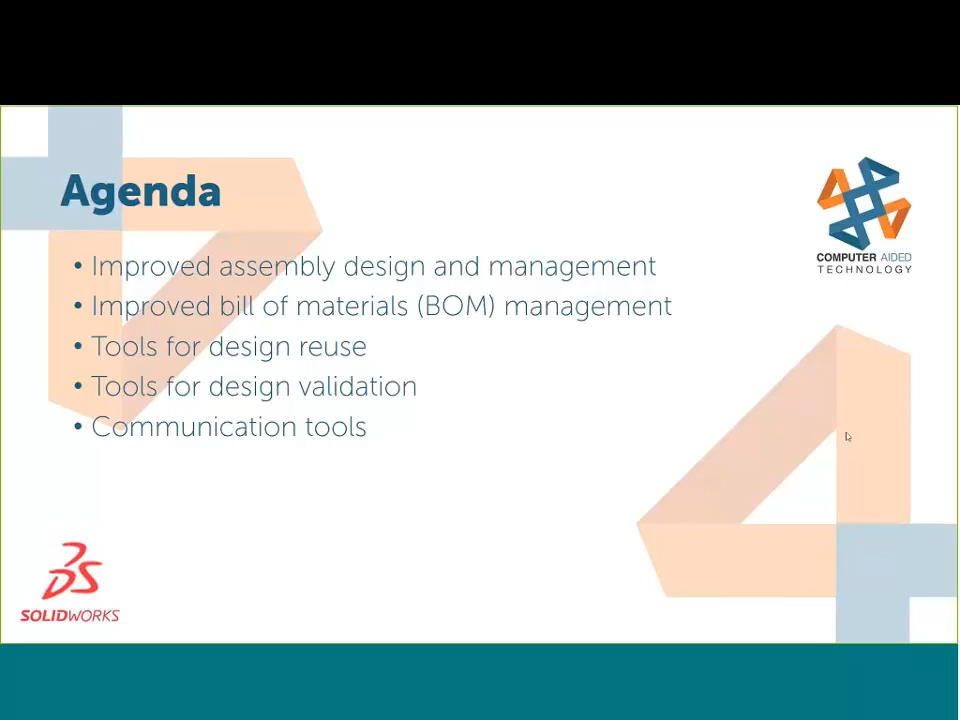 Agenda
• Improved assembly design and management
• Improved bill of materials (BOM) management
• Tools for design reuse
• Tools for design validation
• Communication tools
COMPUTER AIDED
TECHNOLOGY
SOLIDWORKS